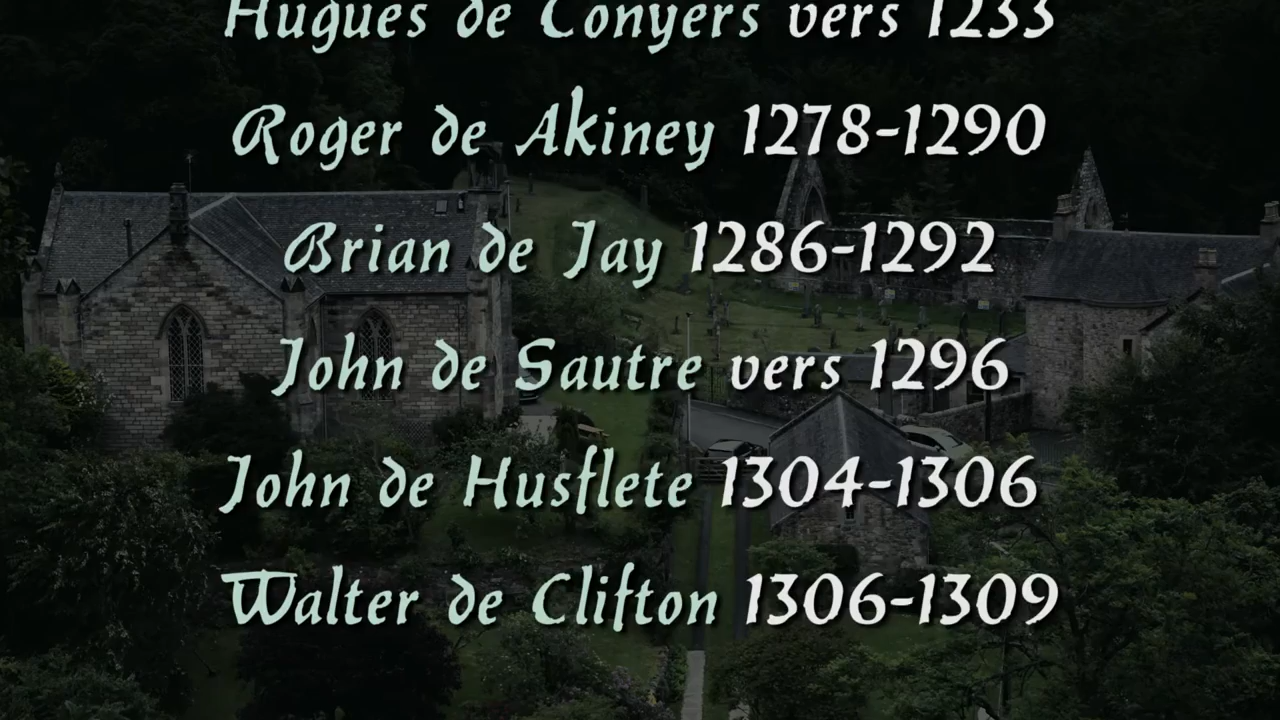 Hugues de Conyers vers 1233
Roger de Akiney 1278-1290
Brian de Jay 1286-1292
John de Sautre vers 1296
John de Husflete 1304-1306
Walter de Clifton 1306-1309